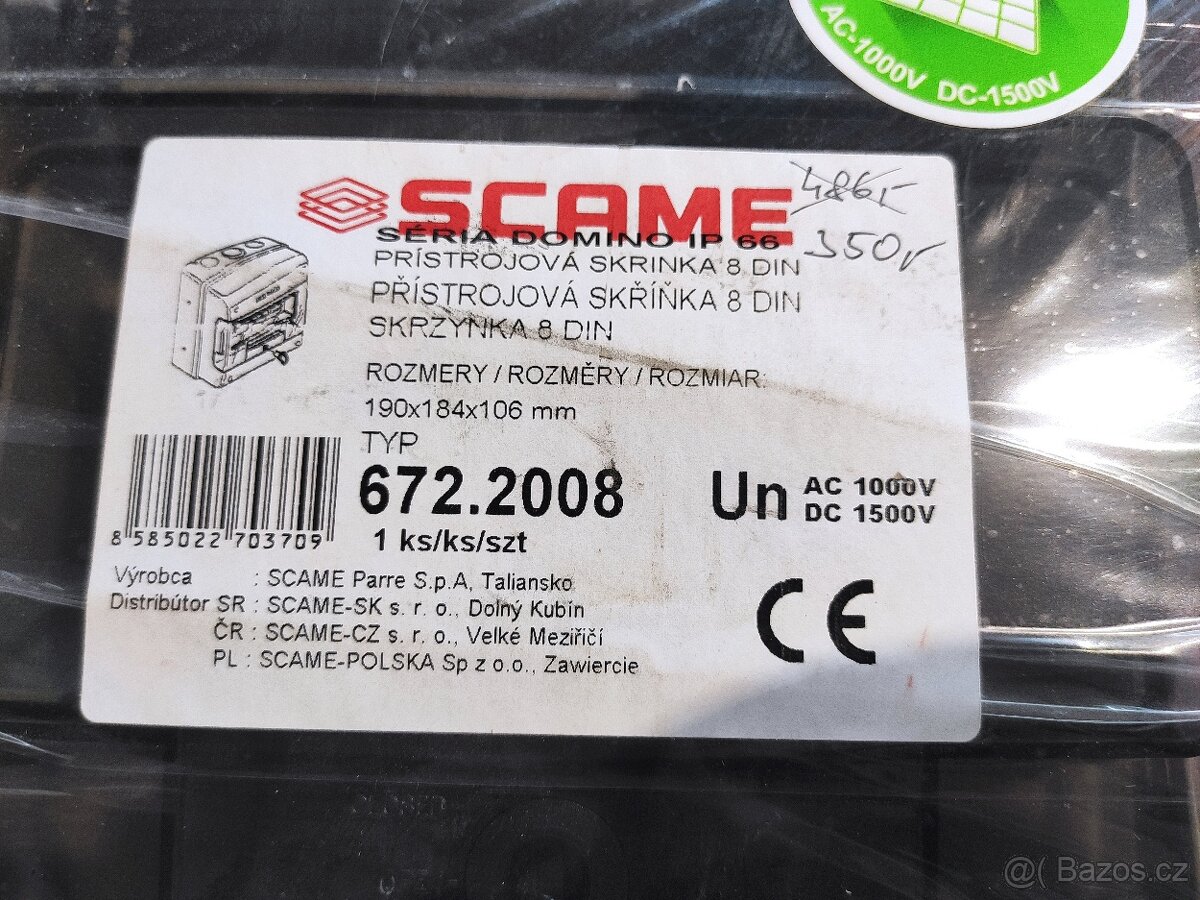 AC-1000V DC-1500V
SCAME
486,-
350,-
SÉRIA DOMINO IP 66
PRÍSTROJOVÁ SKRINKA 8 DIN
PŘÍSTROJOVÁ SKŘÍŇKA 8 DIN
SKRZYNKA 8 DIN
ROZMERY / ROZMĚRY / ROZMIAR:
190x184x106 mm
TYP
672.2008
Un AC 1000V
DC 1500V
1 ks/ks/szt
8 585022 703709
Výrobca : SCAME Parre S.p.A, Taliansko
Distribútor SR : SCAME-SK s. r. o., Dolný Kubín
ČR : SCAME-CZ s. r. o., Velké Meziříčí
PL : SCAME-POLSKA Sp z o.o., Zawiercie
CE
@( Bazos.cz